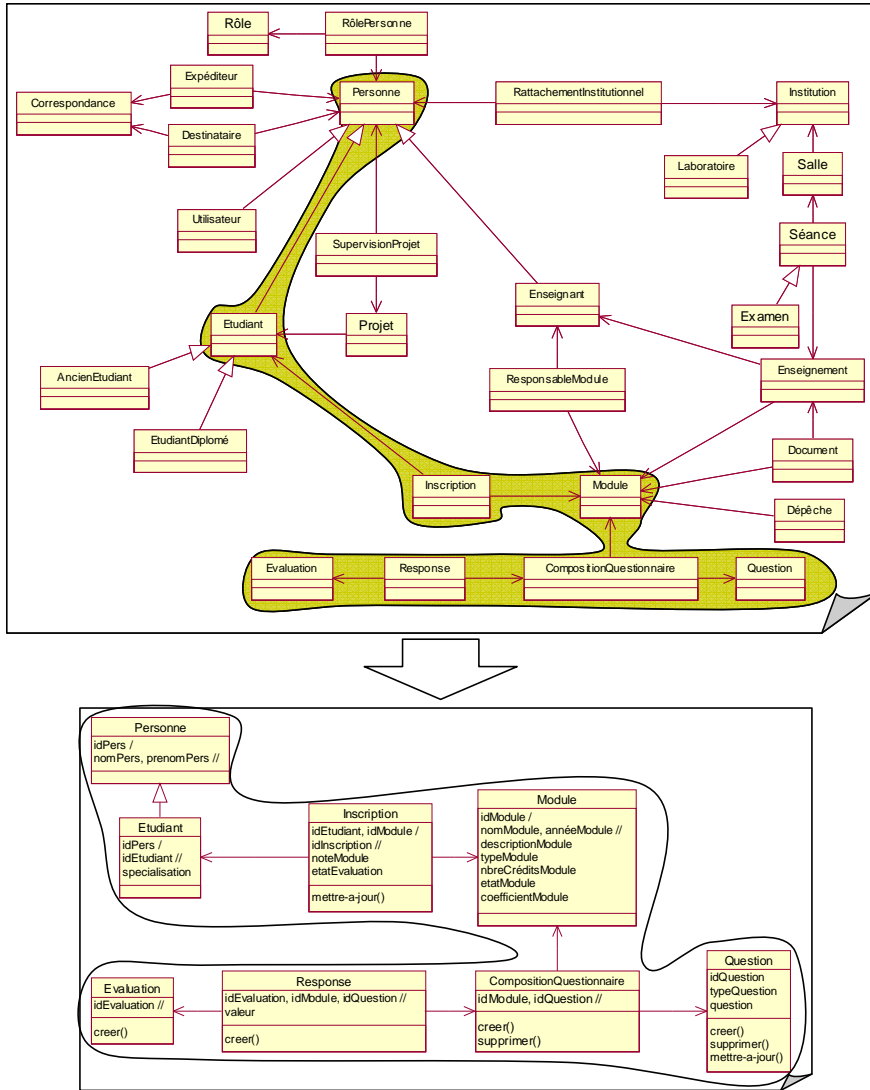 Rôle
RôlePersonne
Expéditeur
Personne
RattachementInstitutionnel
Institution
Correspondance
Destinataire
Laboratoire
Salle
Utilisateur
SupervisionProjet
Séance
Enseignant
Examen
Etudiant
Projet
Enseignement
AncienEtudiant
ResponsableModule
EtudiantDiplomé
Document
Inscription
Module
Dépêche
Evaluation
Response
CompositionQuestionnaire
Question
Personne
idPers /
nomPers, prenomPers //
Etudiant
idPers /
idEtudiant //
specialisation
Inscription
idEtudiant, idModule /
idInscription //
noteModule
etatEvaluation
mettre-a-jour()
Module
idModule /
nomModule, annéeModule //
descriptionModule
typeModule
nbreCréditsModule
etatModule
coefficientModule
Evaluation
idEvaluation //
creer()
Response
idEvaluation, idModule, idQuestion //
valeur
creer()
CompositionQuestionnaire
idModule, idQuestion //
creer()
supprimer()
Question
idQuestion
typeQuestion
question
creer()
supprimer()
mettre-a-jour()